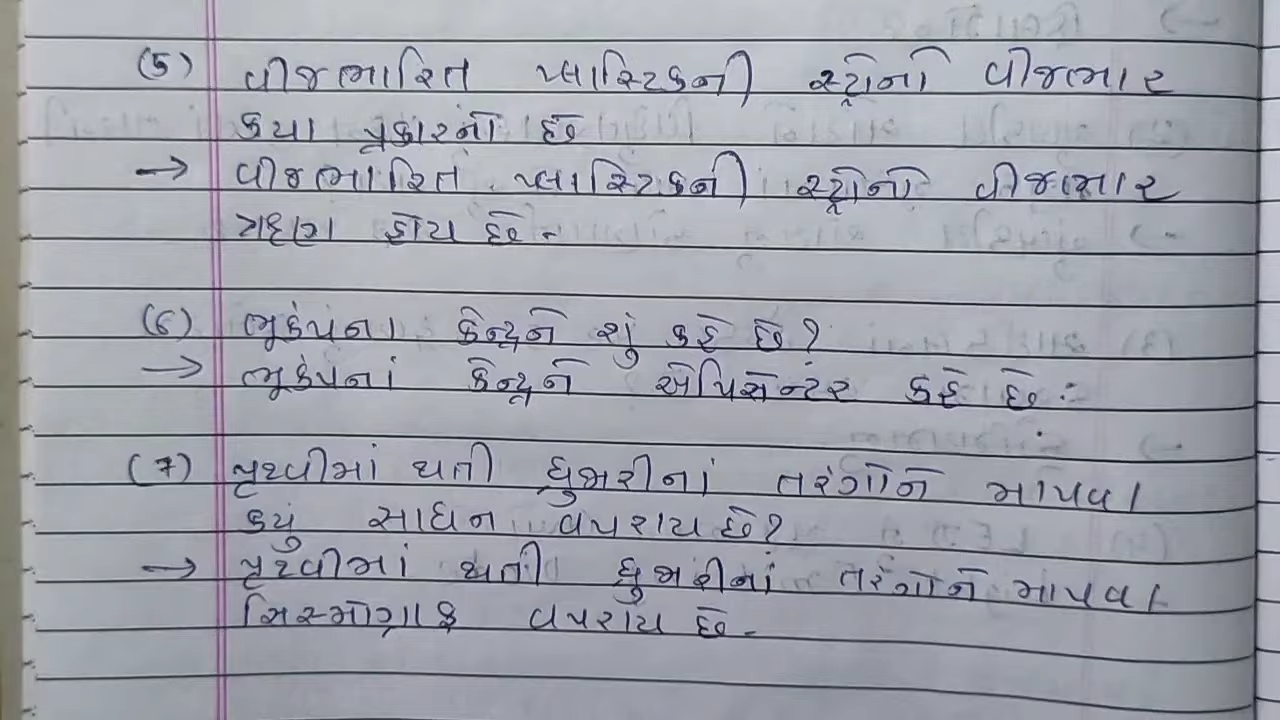 (5) વીજભારિત પ્લાસ્ટિકની સ્ટ્રોનો વીજભાર
કયા પ્રકારનો છે
→ વીજભારિત પ્લાસ્ટિકની સ્ટ્રોનો વીજભાર
હોય છે.
(6) ભૂકંપના કેન્દ્રને શું કહે છે?
→ ભૂકંપનાં કેન્દ્રને એપિસેન્ટર કહે છે.
(7) પૃથ્વીમાં થતી ધ્રુજારીનાં તરંગોને માપવા
કયું સાધન વપરાય છે?
→ પૃથ્વીમાં થતી ધ્રુજારીનાં તરંગોને માપવા
સિસ્મોગ્રાફ વપરાય છે.